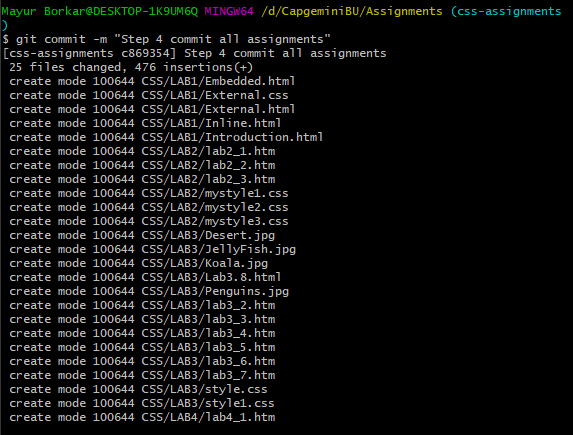 Mayur Borkar@DESKTOP-1K9UM6Q MINGW64 /d/CapgeminiBU/Assignments (css-assignments
)
$ git commit -m "Step 4 commit all assignments"
[css-assignments c869354] Step 4 commit all assignments
 25 files changed, 476 insertions(+)
 create mode 100644 CSS/LAB1/Embedded.html
 create mode 100644 CSS/LAB1/External.css
 create mode 100644 CSS/LAB1/External.html
 create mode 100644 CSS/LAB1/Inline.html
 create mode 100644 CSS/LAB1/Introduction.html
 create mode 100644 CSS/LAB2/lab2_1.htm
 create mode 100644 CSS/LAB2/lab2_2.htm
 create mode 100644 CSS/LAB2/lab2_3.htm
 create mode 100644 CSS/LAB2/mystyle1.css
 create mode 100644 CSS/LAB2/mystyle2.css
 create mode 100644 CSS/LAB2/mystyle3.css
 create mode 100644 CSS/LAB3/Desert.jpg
 create mode 100644 CSS/LAB3/JellyFish.jpg
 create mode 100644 CSS/LAB3/Koala.jpg
 create mode 100644 CSS/LAB3/Lab3.8.html
 create mode 100644 CSS/LAB3/Penguins.jpg
 create mode 100644 CSS/LAB3/lab3_2.htm
 create mode 100644 CSS/LAB3/lab3_3.htm
 create mode 100644 CSS/LAB3/lab3_4.htm
 create mode 100644 CSS/LAB3/lab3_5.htm
 create mode 100644 CSS/LAB3/lab3_6.htm
 create mode 100644 CSS/LAB3/lab3_7.htm
 create mode 100644 CSS/LAB3/style.css
 create mode 100644 CSS/LAB3/style1.css
 create mode 100644 CSS/LAB4/lab4_1.htm